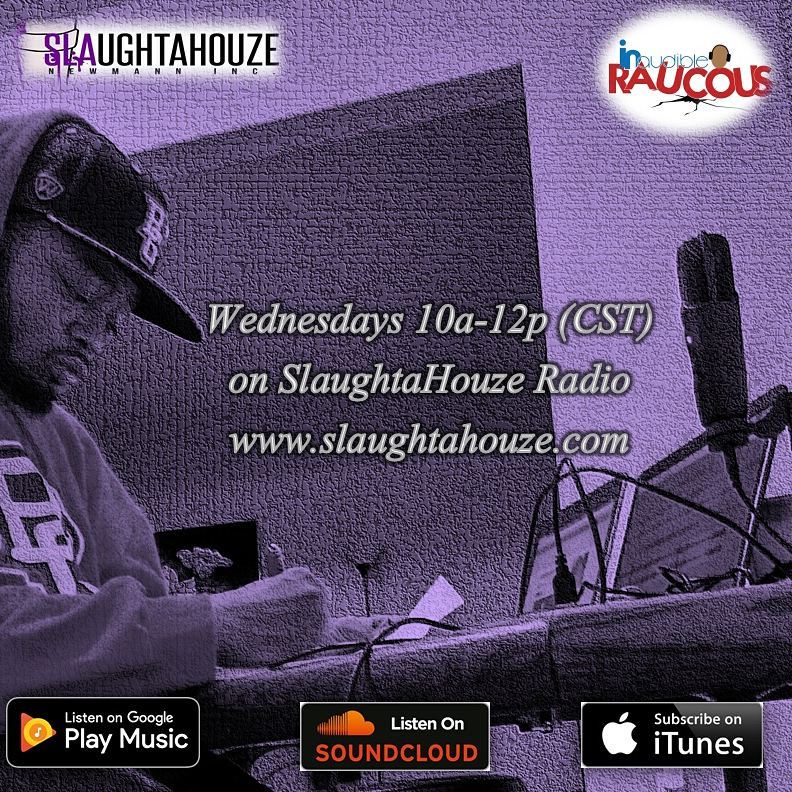 SLAUGHTAHOUZE
NEWMANN INC.
inaudible
RAUCOUS
Wednesdays 10a-12p (CST)
on SlaughtaHouze Radio
www.slaughtahouze.com
Listen on Google
Play Music
Listen On
SOUNDCLOUD
Subscribe on
iTunes